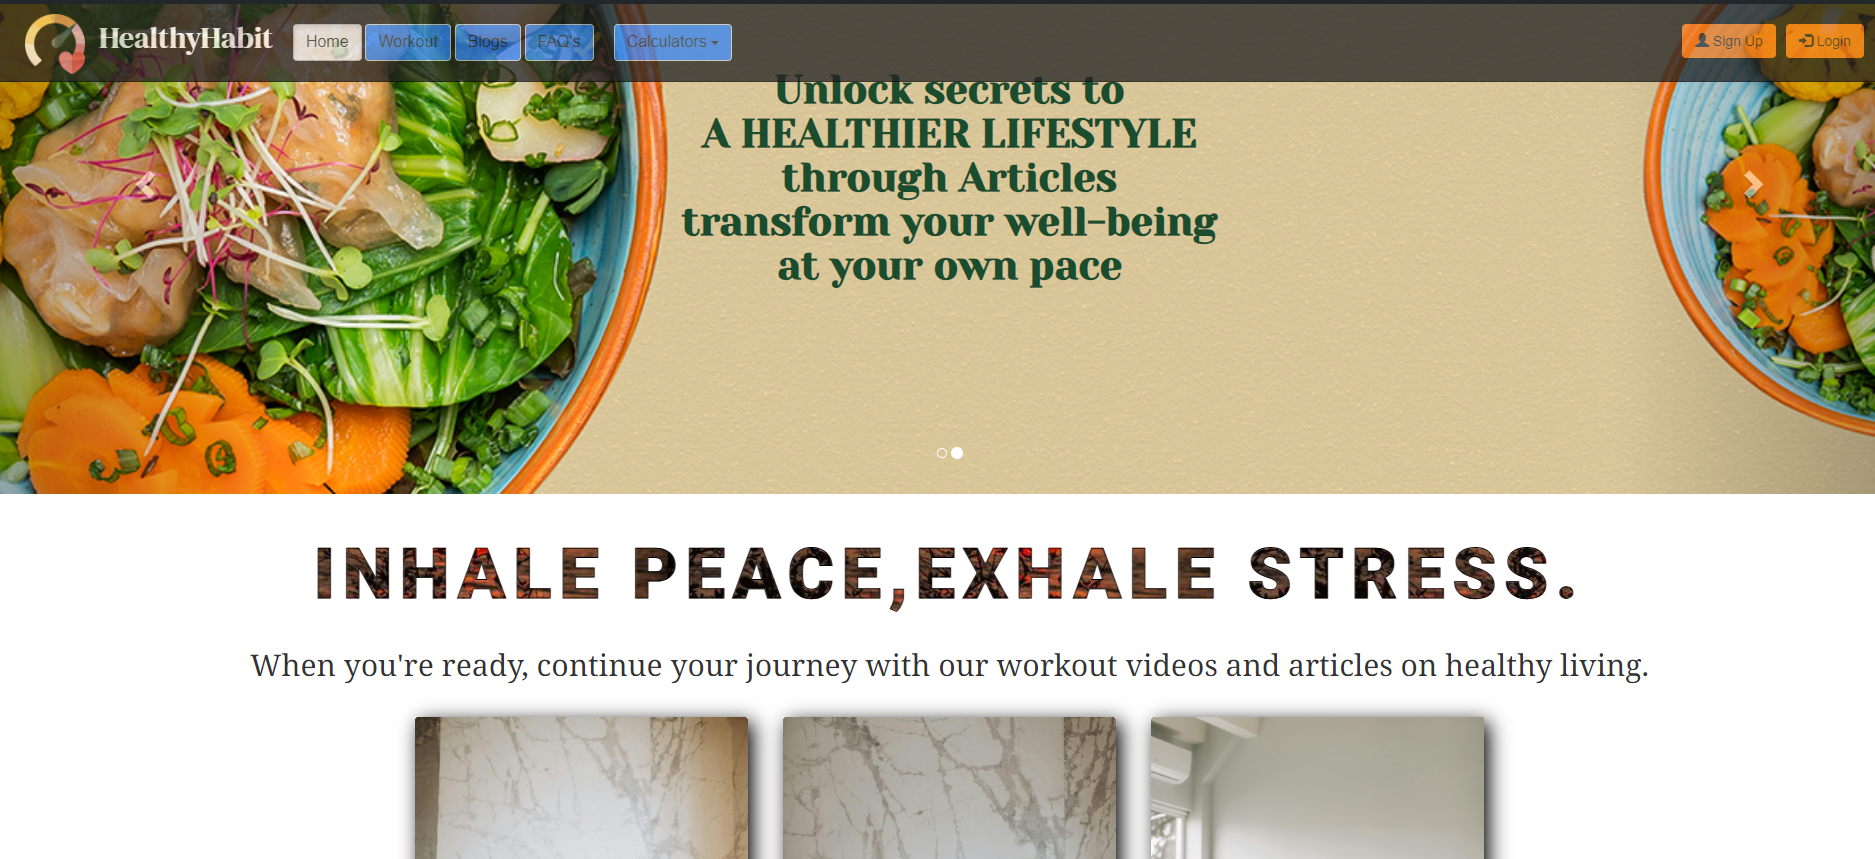 HealthyHabit
Home
Workout
Blogs
FAQ's
Calculators
Sign Up
Login
Unlock secrets to
A HEALTHIER LIFESTYLE
through Articles
transform your well-being
at your own pace
INHALE PEACE,EXHALE STRESS.
When you're ready, continue your journey with our workout videos and articles on healthy living.